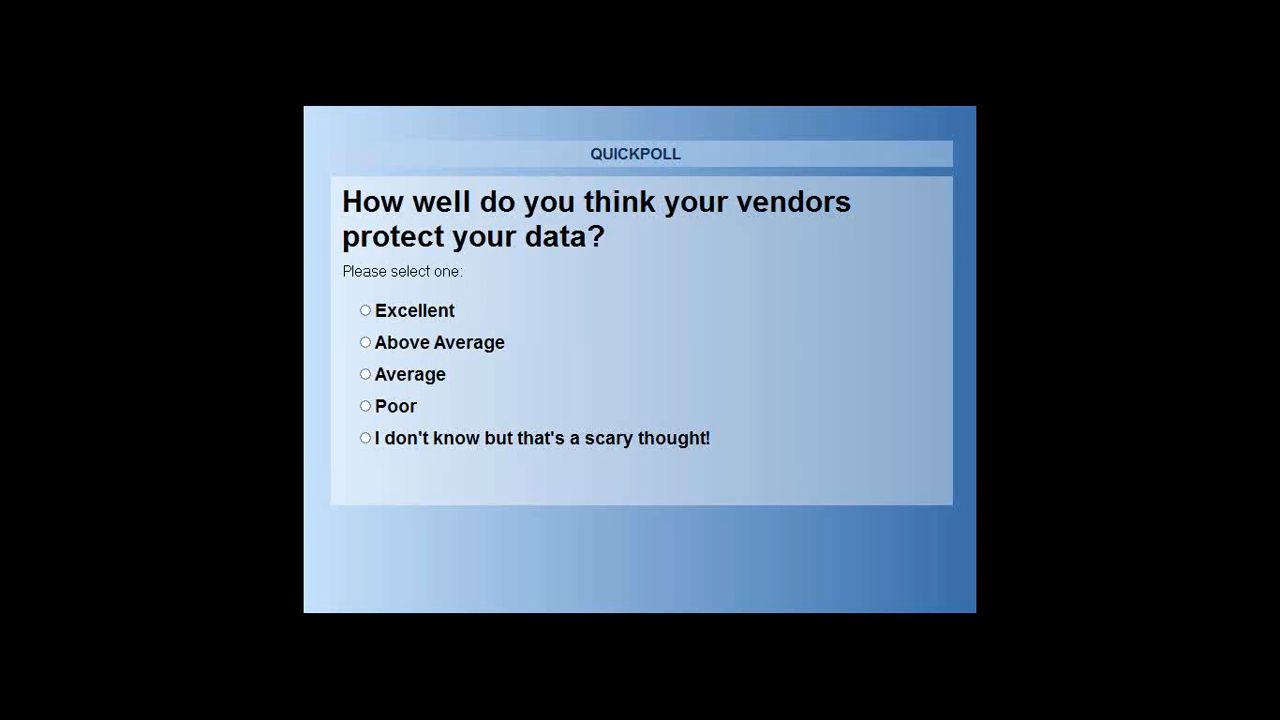 QUICKPOLL
How well do you think your vendors
protect your data?
Please select one:
Excellent
Above Average
Average
Poor
I don't know but that's a scary thought!